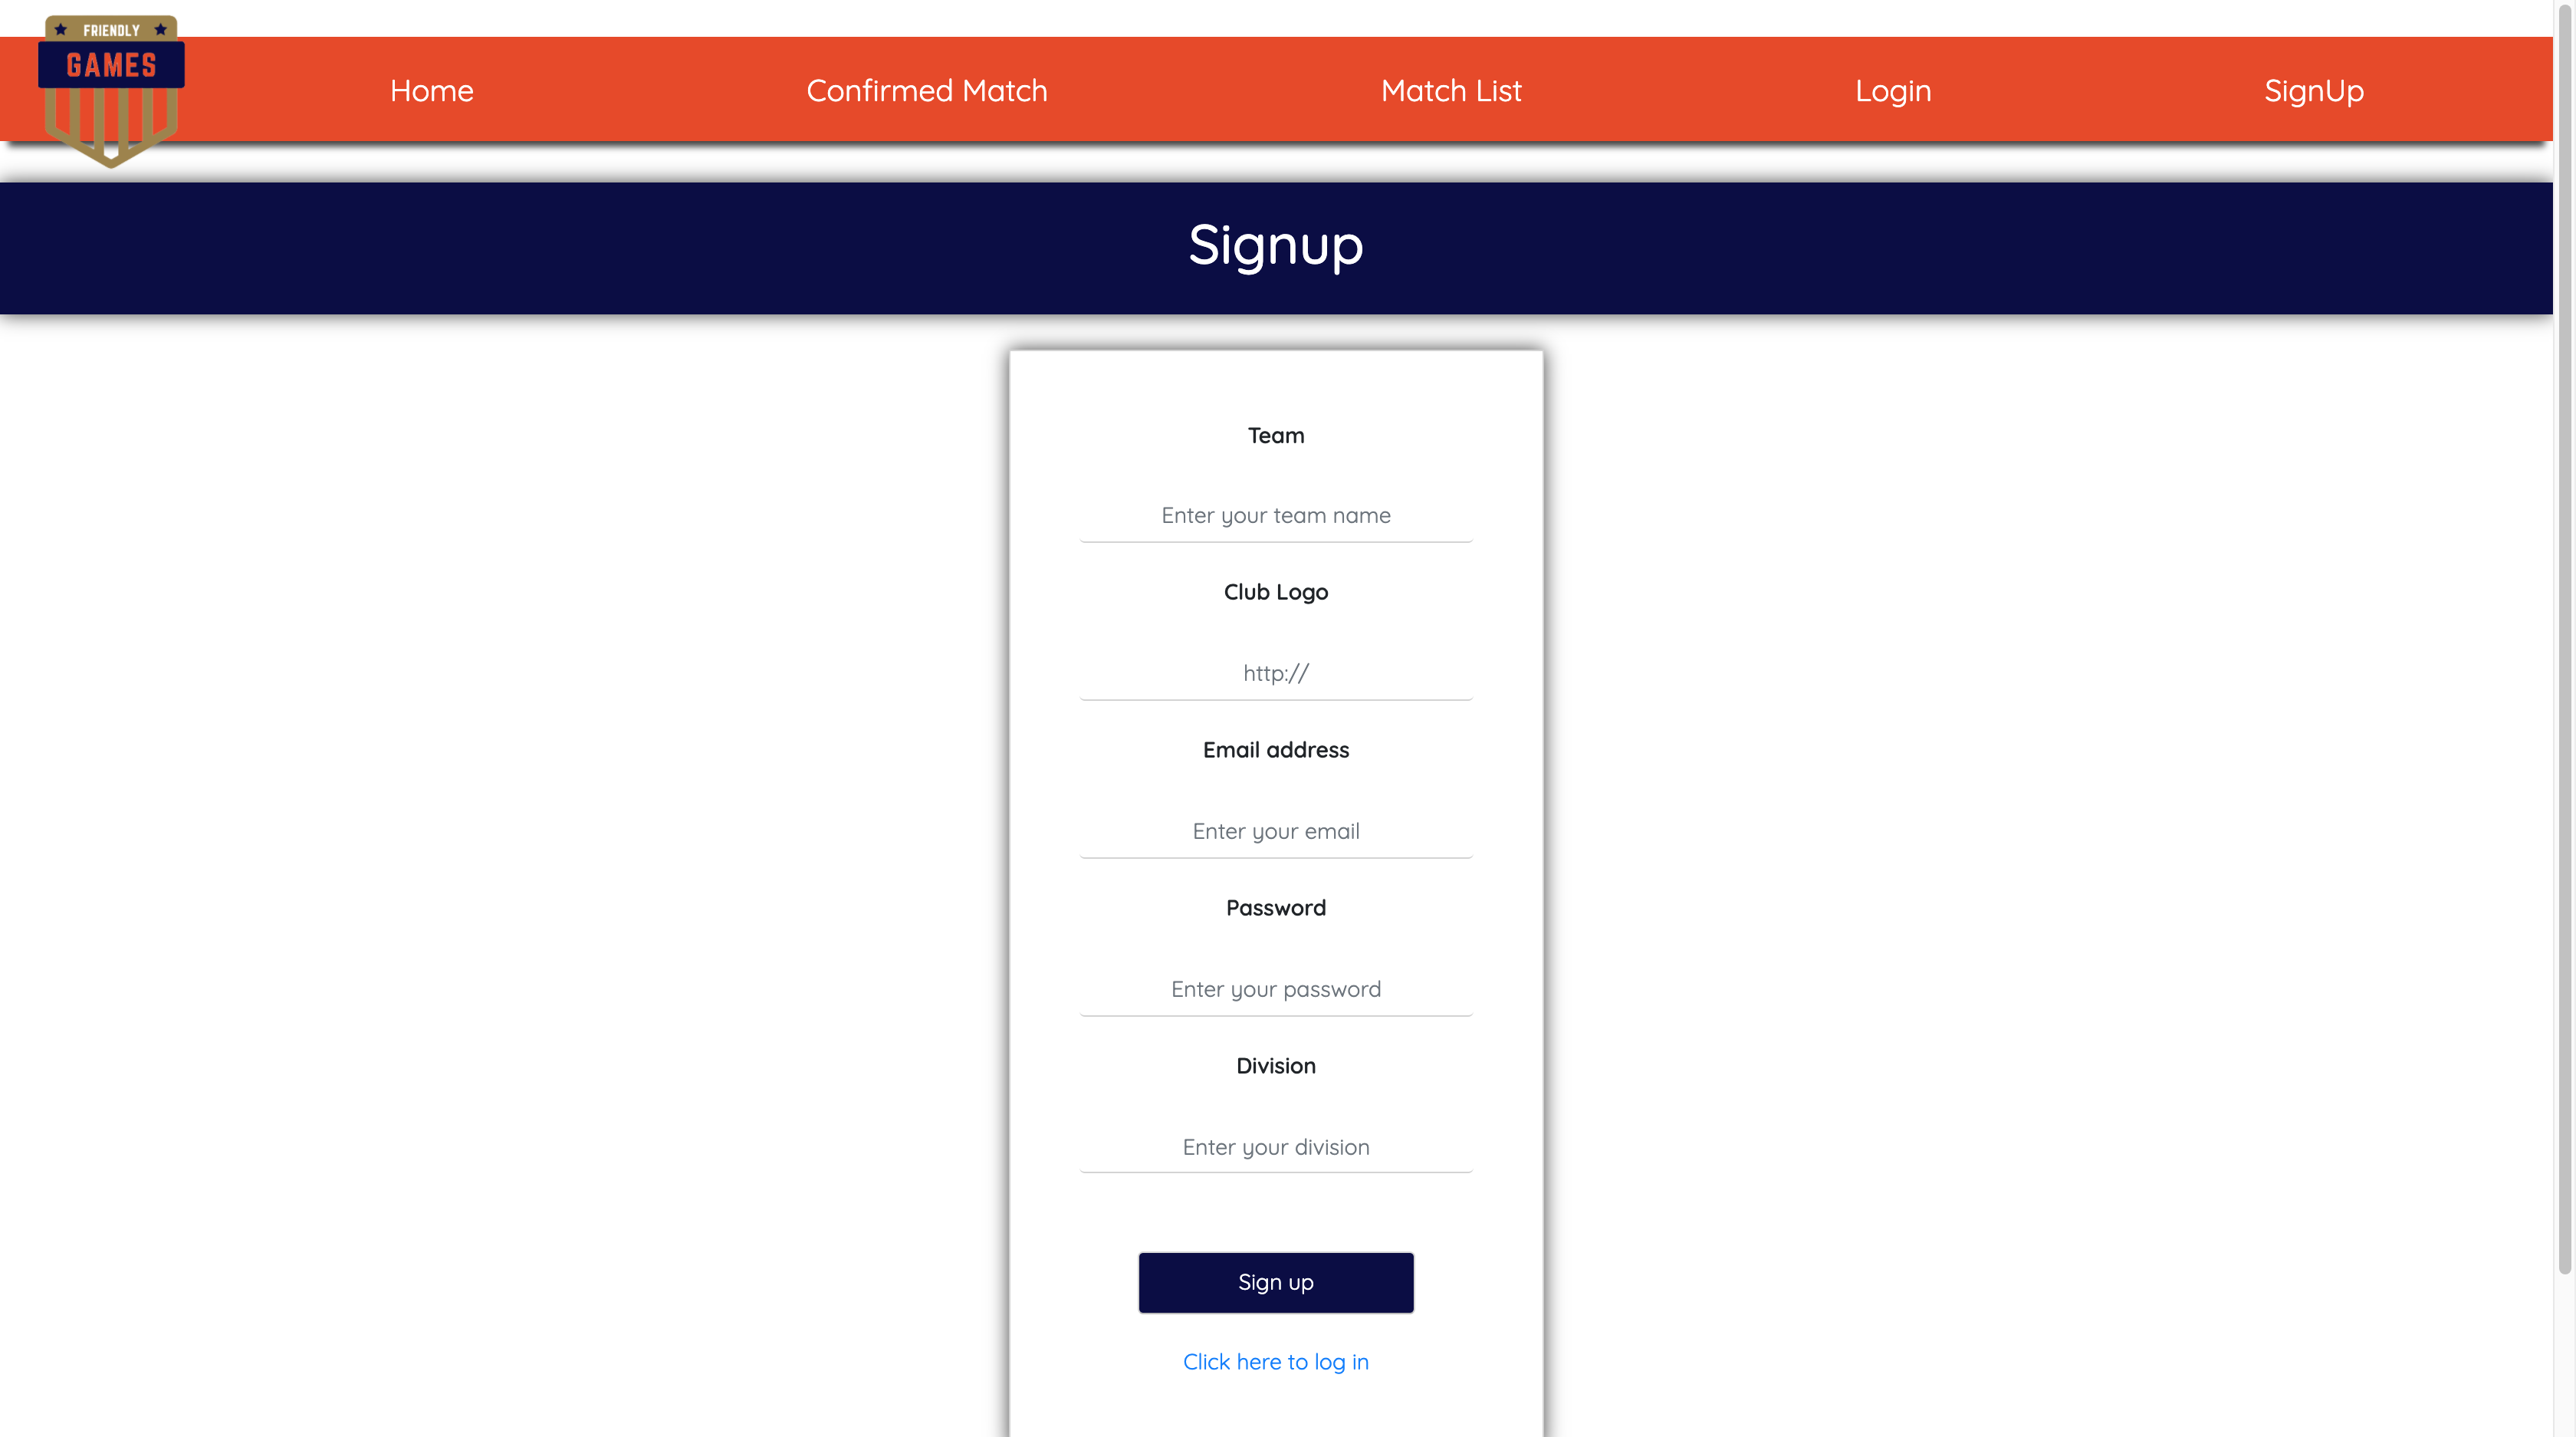 FRIENDLY
GAMES
Home
Confirmed Match
Match List
Login
SignUp
Signup
Team
Enter your team name
Club Logo
http://
Email address
Enter your email
Password
Enter your password
Division
Enter your division
Sign up
Click here to log in